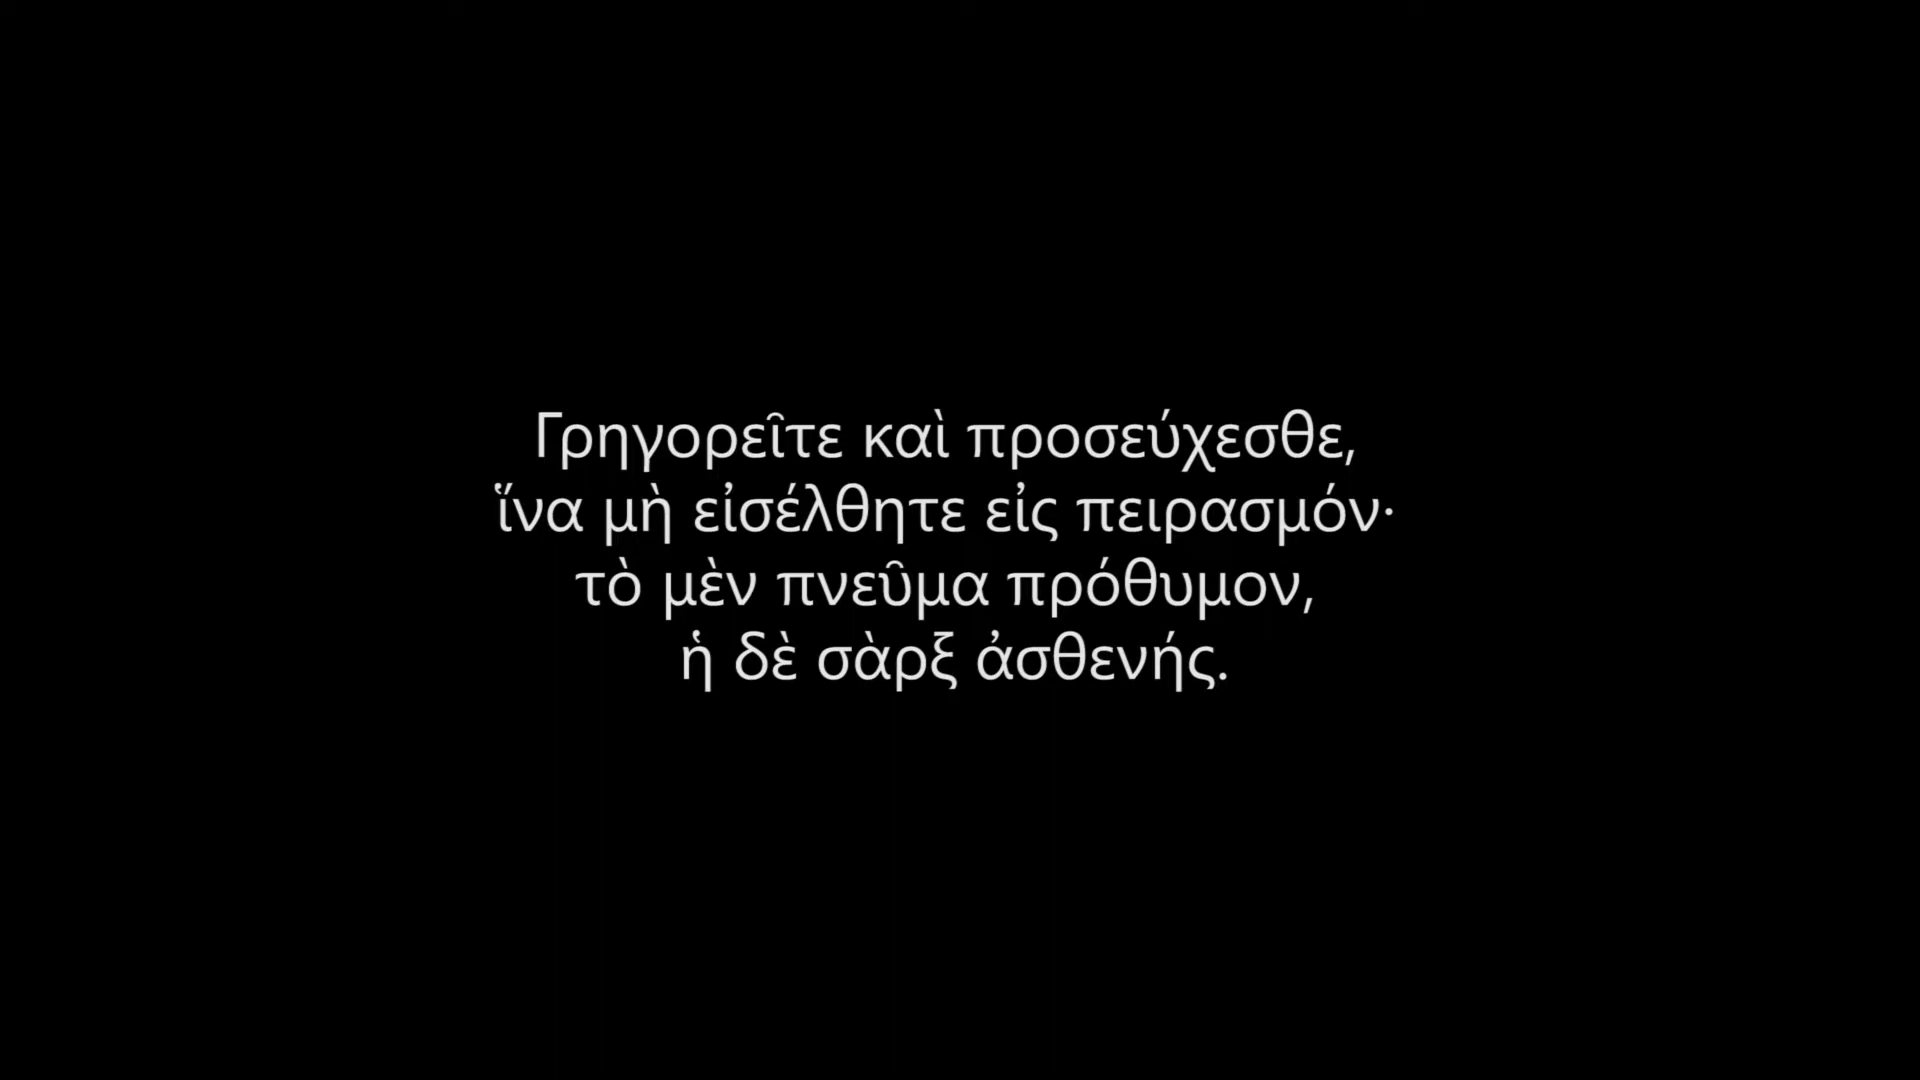 Γρηγορεῖτε καὶ προσεύχεσθε,
ἵνα μὴ εἰσέλθητε εἰς πειρασμόν·
τὸ μὲν πνεῦμα πρόθυμον,
ἡ δὲ σὰρξ ἀσθενής.